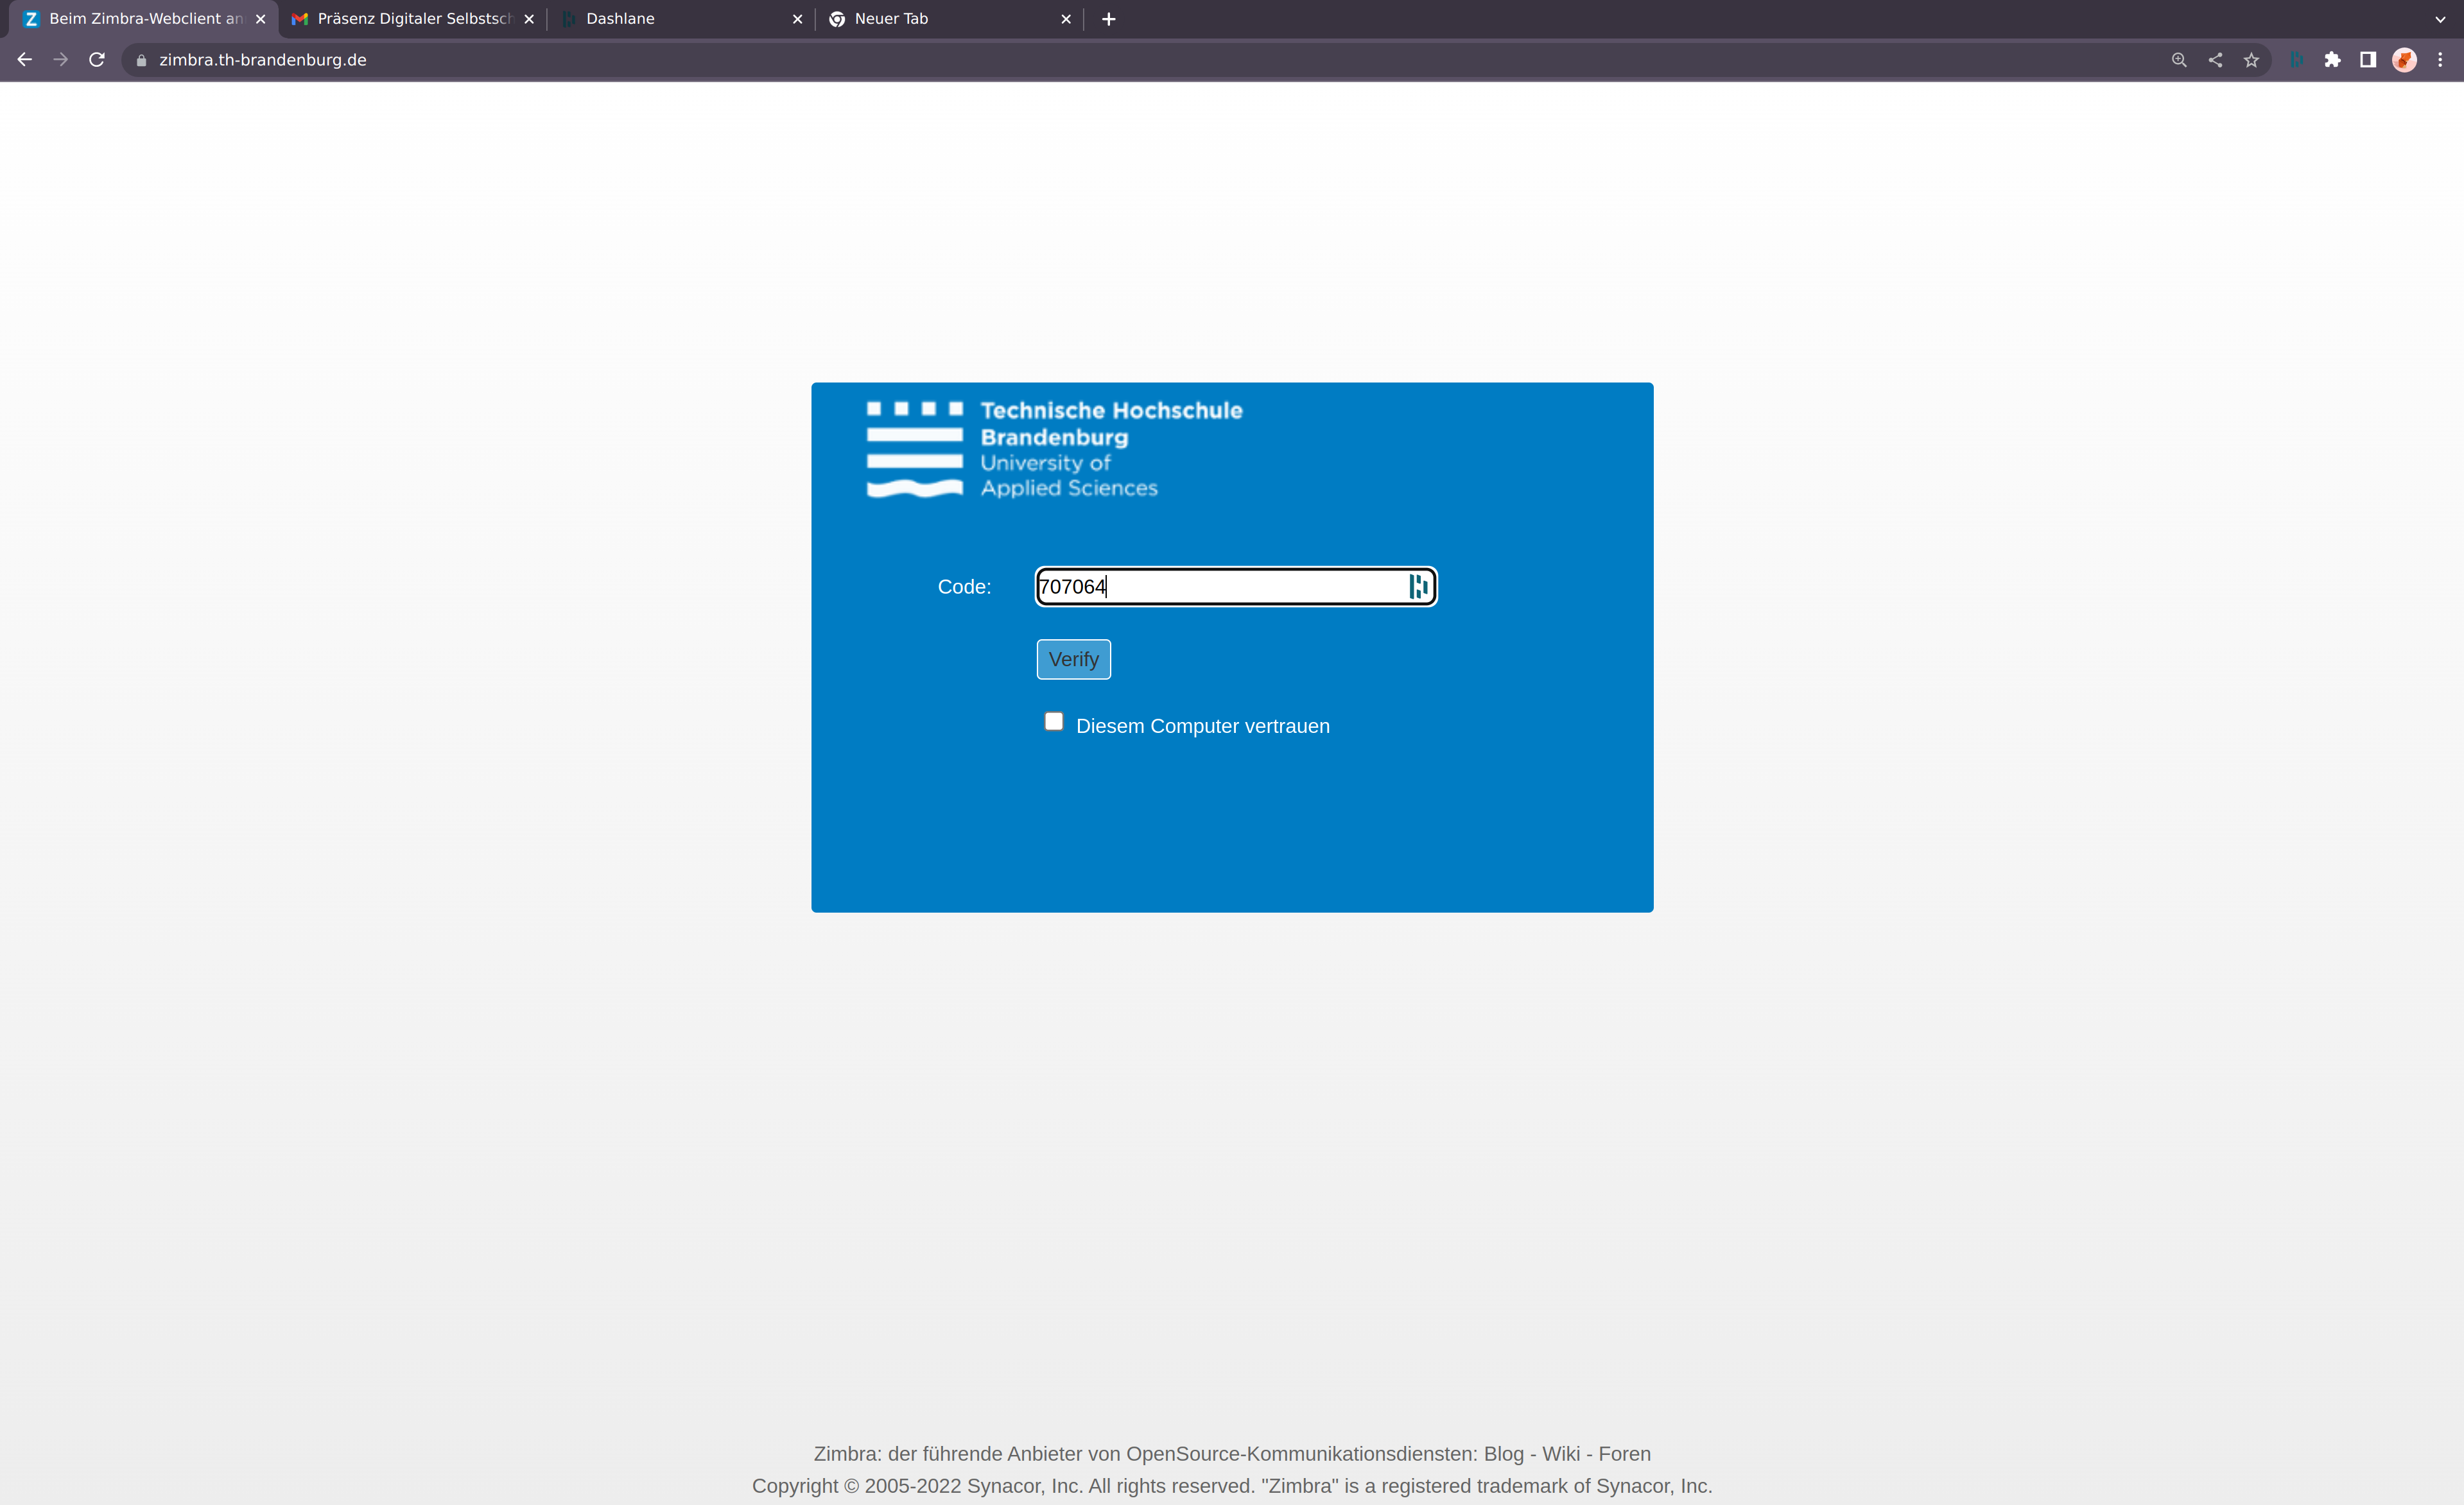 Beim Zimbra-Webclient an
Präsenz Digitaler Selbstsch
Dashlane
Neuer Tab
zimbra.th-brandenburg.de
Technische Hochschule
Brandenburg
University of
Applied Sciences
Code:
707064
Verify
Diesem Computer vertrauen
Zimbra: der führende Anbieter von OpenSource-Kommunikationsdiensten: Blog - Wiki - Foren
Copyright © 2005-2022 Synacor, Inc. All rights reserved. "Zimbra" is a registered trademark of Synacor, Inc.